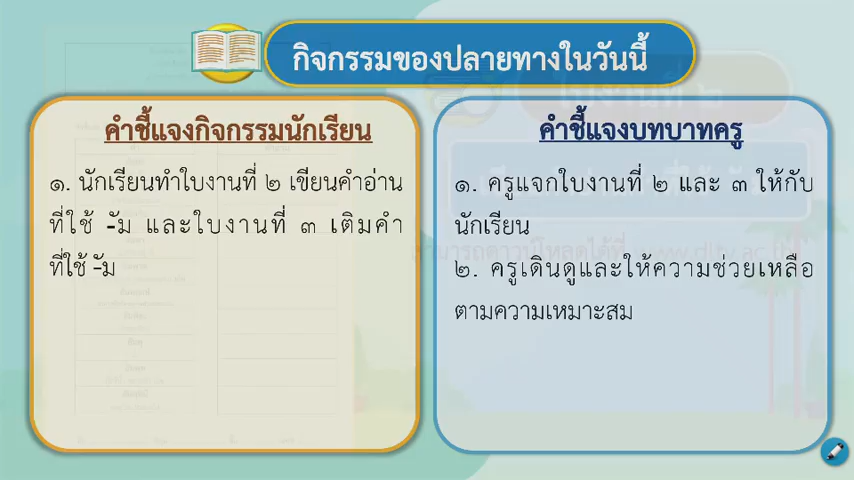 กิจกรรมของปลายทางในวันนี้
คำชี้แจงกิจกรรมนักเรียน
๑. นักเรียนทำใบงานที่ ๒ เขียนคำอ่าน
ที่ใช้ -ัม และใบงานที่ ๓ เติมคำ
ที่ใช้ -ัม
คำชี้แจงบทบาทครู
๑. ครูแจกใบงานที่ ๒ และ ๓ ให้กับ
นักเรียน
๒. ครูเดินดูและให้ความช่วยเหลือ
ตามความเหมาะสม
ใบงานที่ ๒